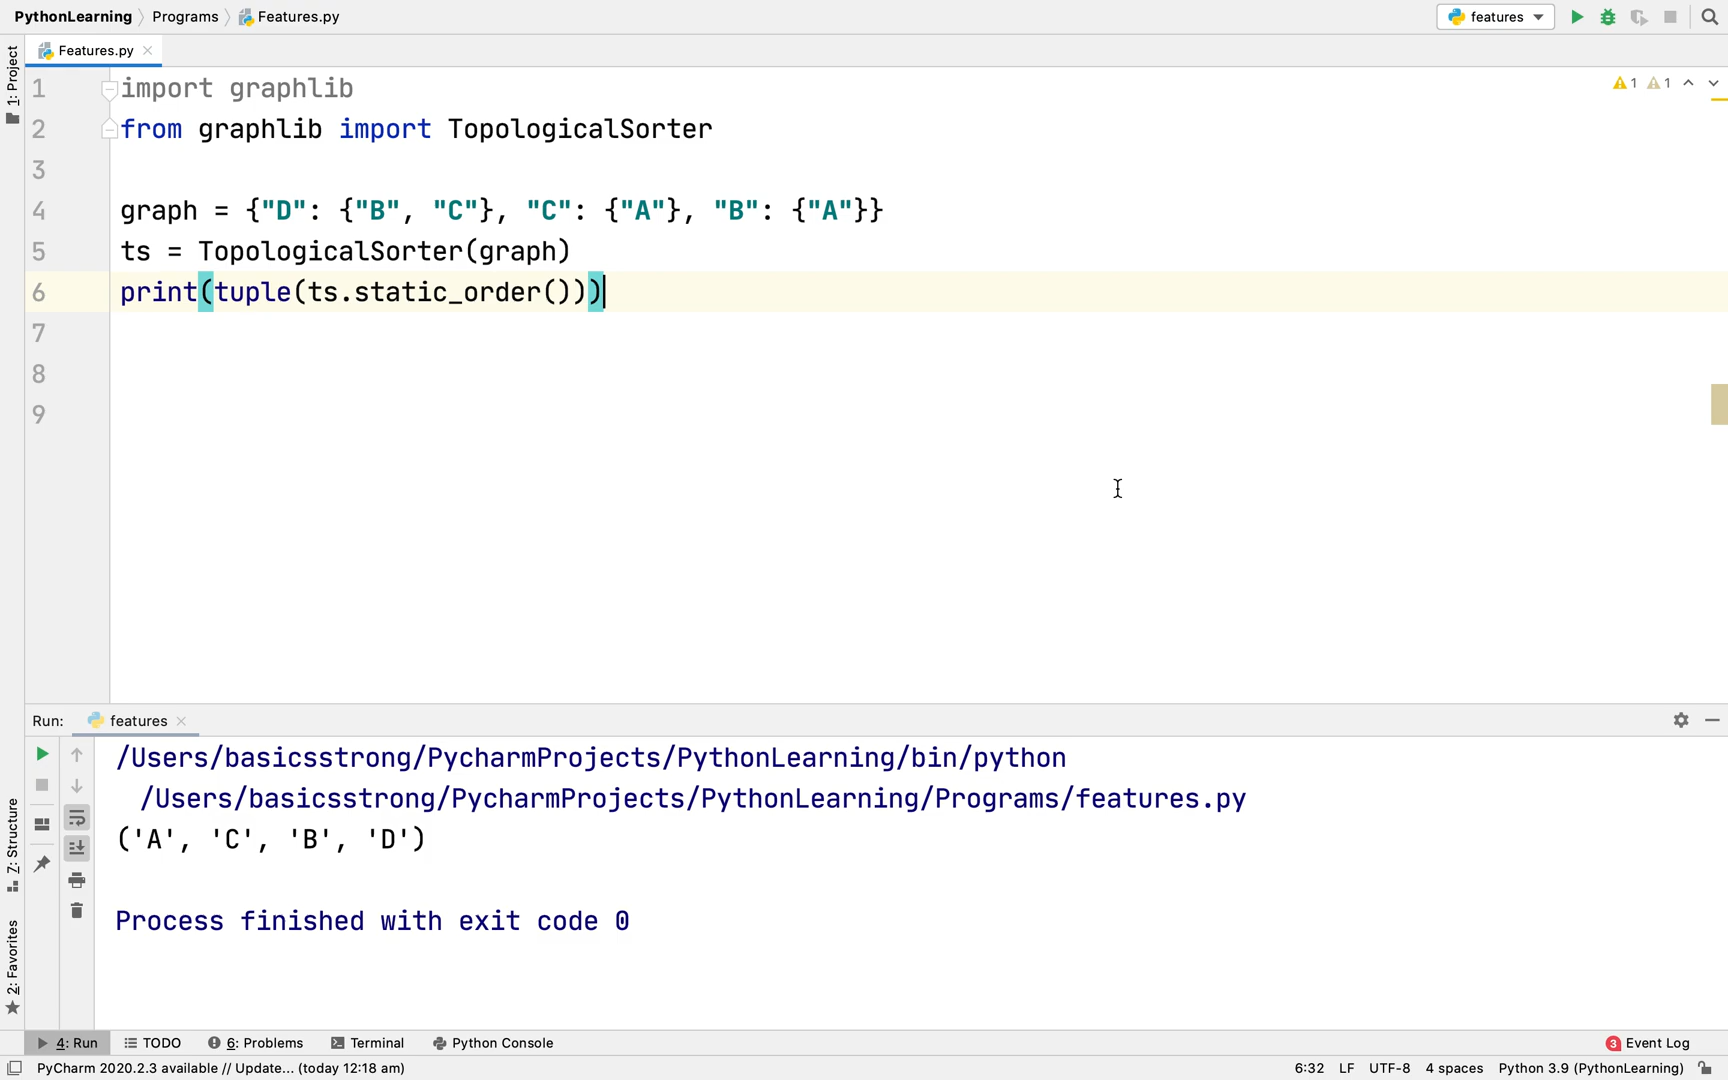 PythonLearning Programs Features.py
features
1: Project
Features.py
1 import graphlib
2 from graphlib import TopologicalSorter
3
4 graph = {"D": {"B", "C"}, "C": {"A"}, "B": {"A"}}
5 ts = TopologicalSorter(graph)
6 print(tuple(ts.static_order()))
7
8
9
1 1
Run: features
/Users/basicsstrong/PycharmProjects/PythonLearning/bin/python
/Users/basicsstrong/PycharmProjects/PythonLearning/Programs/features.py
('A', 'C', 'B', 'D')
Process finished with exit code 0
7: Structure
2: Favorites
4: Run TODO 6: Problems Terminal Python Console 3 Event Log
PyCharm 2020.2.3 available // Update... (today 12:18 am) 6:32 LF UTF-8 4 spaces Python 3.9 (PythonLearning)